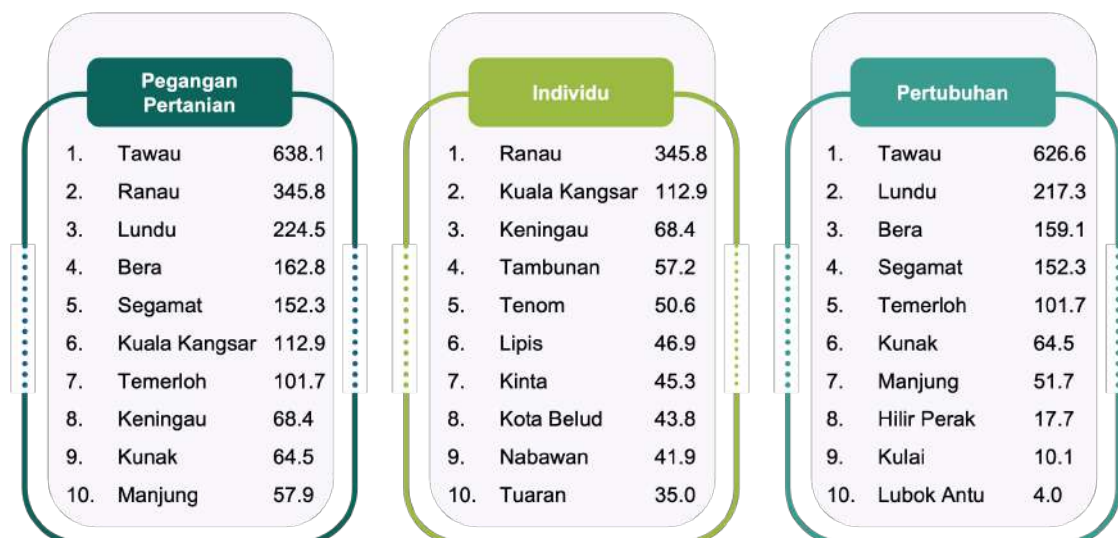 Pegangan
Pertanian
1. Tawau 638.1
2. Ranau 345.8
3. Lundu 224.5
4. Bera 162.8
5. Segamat 152.3
6. Kuala Kangsar 112.9
7. Temerloh 101.7
8. Keningau 68.4
9. Kunak 64.5
10. Manjung 57.9
Individu
1. Ranau 345.8
2. Kuala Kangsar 112.9
3. Keningau 68.4
4. Tambunan 57.2
5. Tenom 50.6
6. Lipis 46.9
7. Kinta 45.3
8. Kota Belud 43.8
9. Nabawan 41.9
10. Tuaran 35.0
Pertubuhan
1. Tawau 626.6
2. Lundu 217.3
3. Bera 159.1
4. Segamat 152.3
5. Temerloh 101.7
6. Kunak 64.5
7. Manjung 51.7
8. Hilir Perak 17.7
9. Kulai 10.1
10. Lubok Antu 4.0